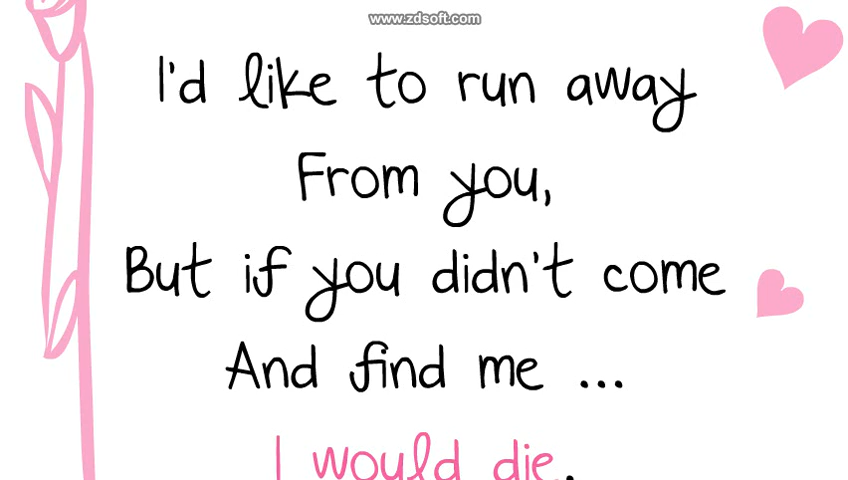 www.zdsoft.com
I'd like to run away
From you,
But if you didn't come
And find me ...
I would die.